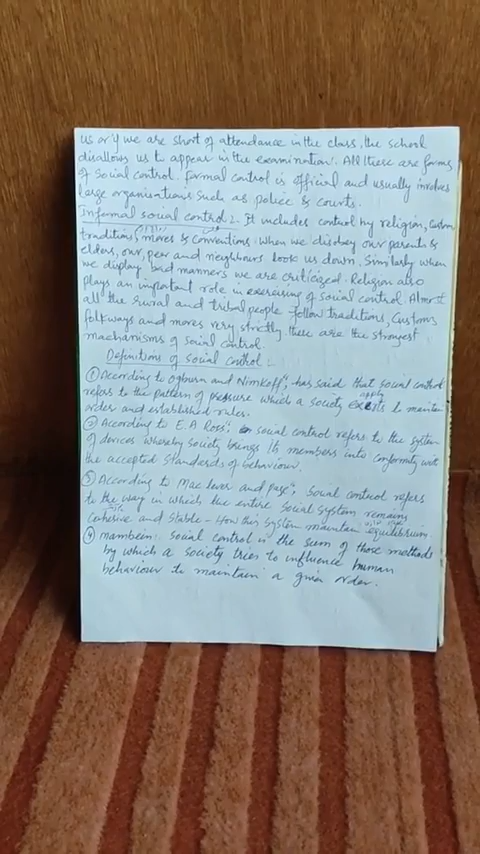 us or if we are short of attendance in the class, the school
disallows us to appear in the examination. All these are forms
of social control. formal control is official and usually involves
large organisations such as police & courts.
Informal social control:- It includes control by religion, custom
traditions, mores & conventions. When we disobey our parents &
elders, our peer and neighbours look us down. Similarly when
we display bad manners we are criticized. Religion also
plays an important role in exercising of social control. Almost
all the rural and tribal people follow traditions, Customs
folkways and mores very strictly. these are the strongest
machanisms of social control.
Definitions of social control:-
① According to Ogburn and Nimkoff", has said that social control
apply
refers to the pattern of pressure which a society exerts to maintain
order and established rules.
② According to E.A Ross", social control refers to the system
of devices whereby society brings its members into conformity with
the accepted standards of behaviour.
③ According to MacIever and page", Social control refers
to the way in which the entire social system remains
Cohesive and Stable - How this system maintain equilibrium.
④ mambein:- Social control is the sum of those methods
by which a society tries to influence human
behaviour to maintain a given order.